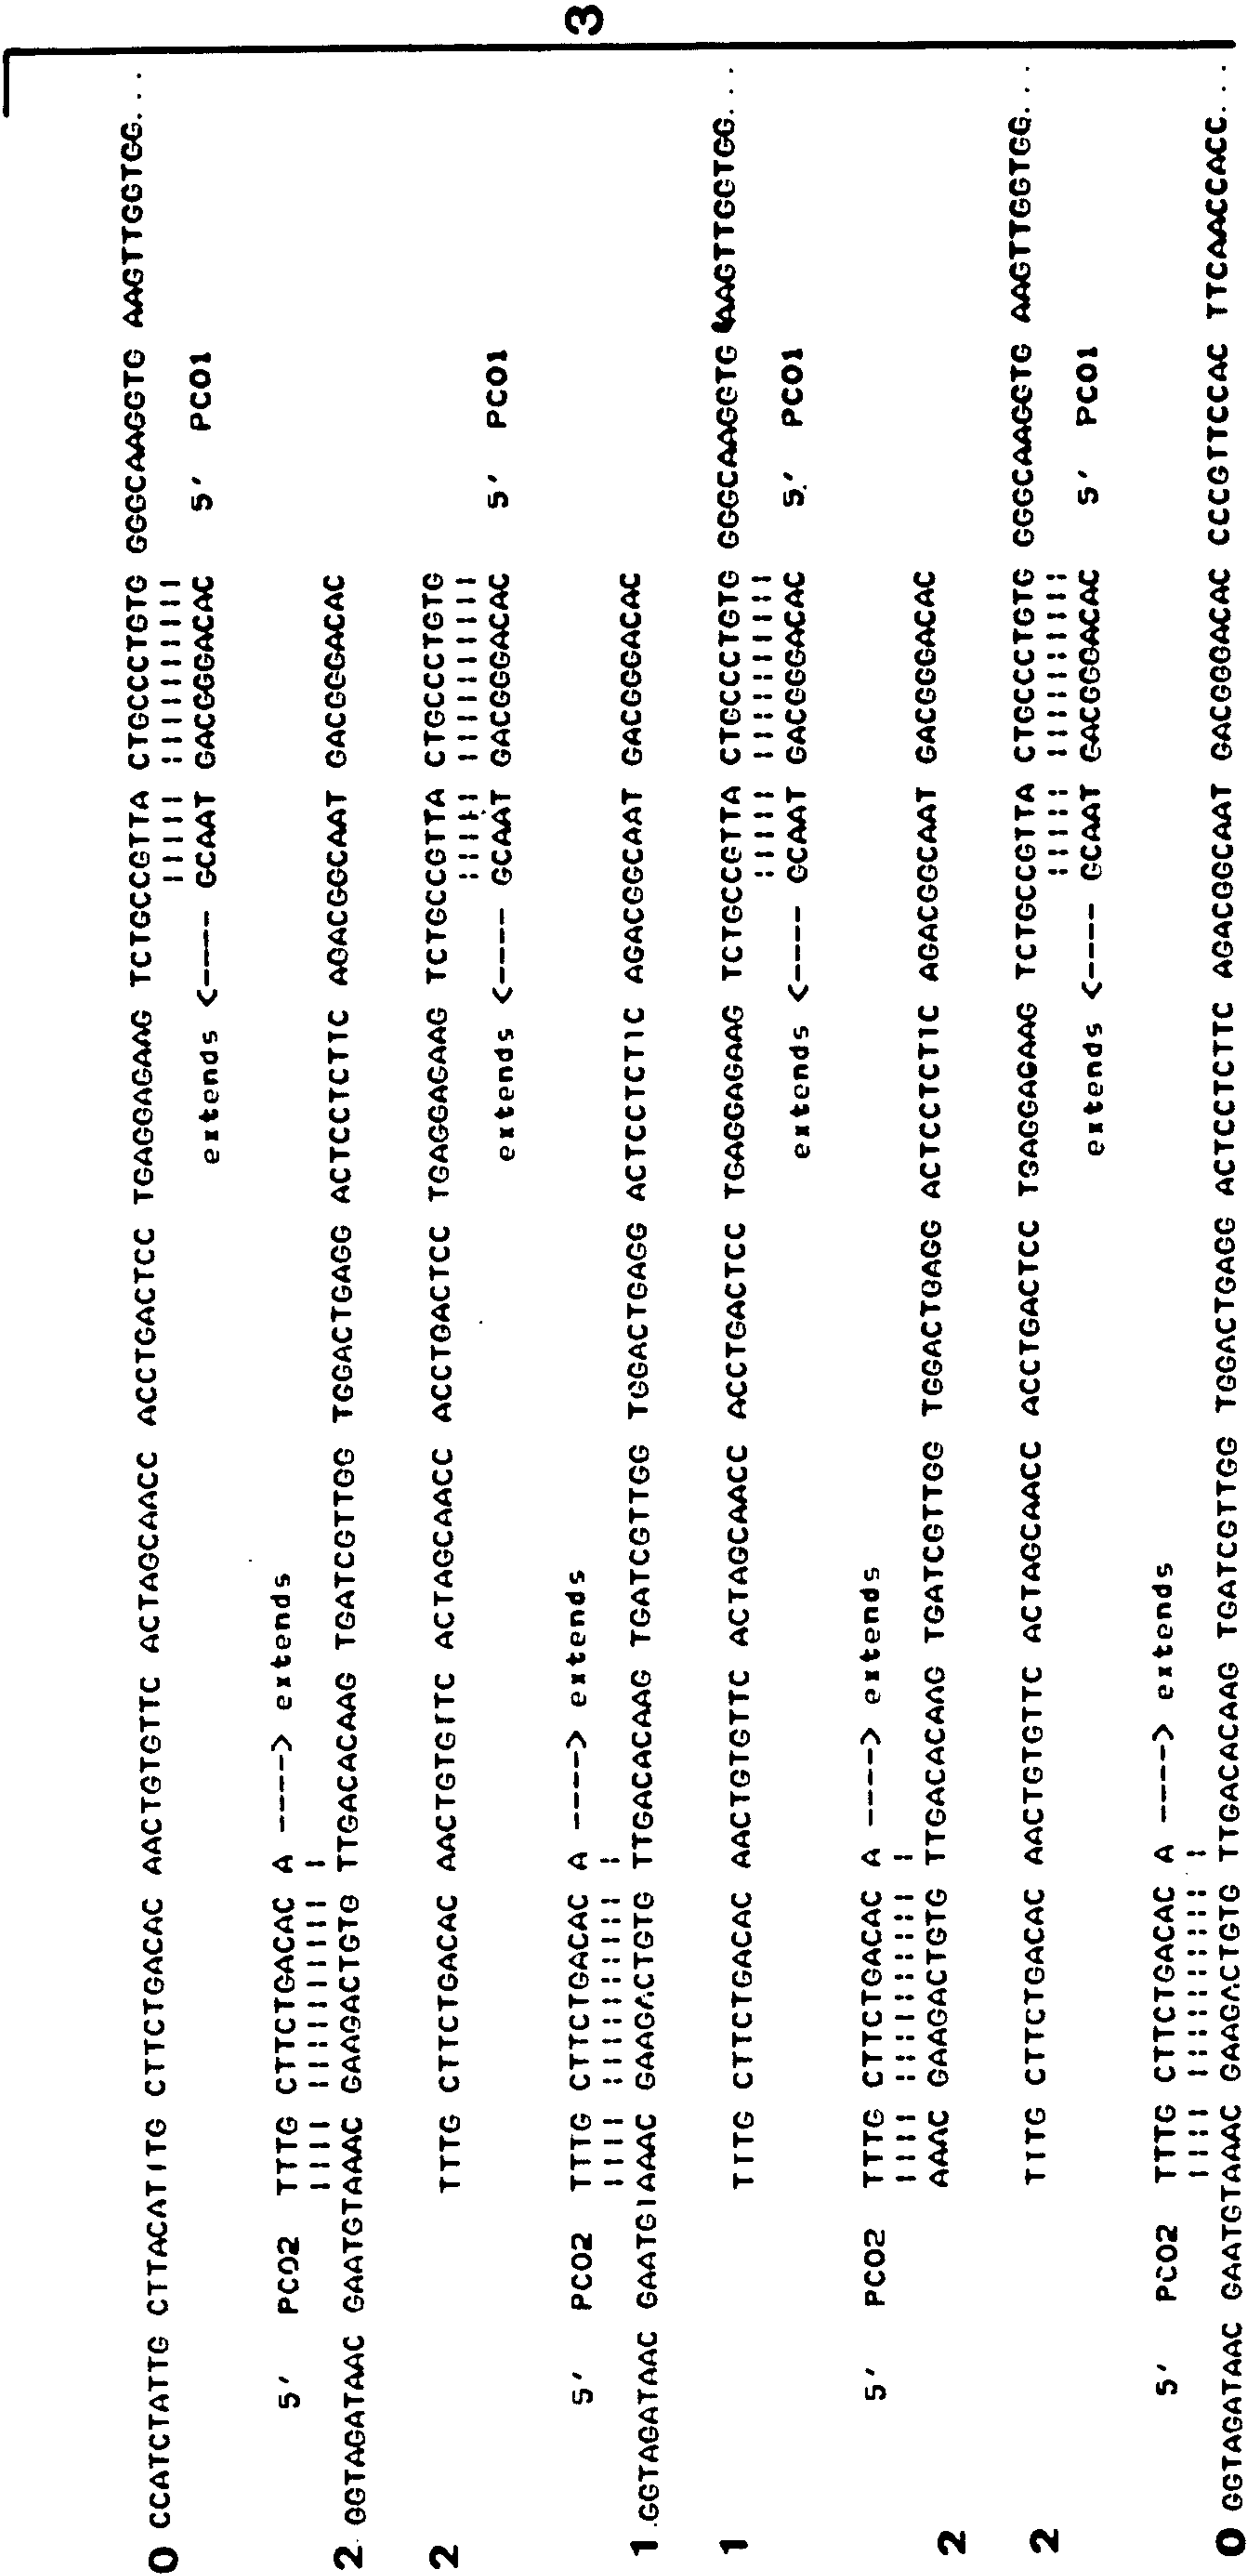 0 CCATCTATTG CTTACATTTG CTTCTGACAC AACTGTGTTC ACTAGCAACC ACCTGACTCC TGAGGAGAAG TCTGCCGTTA CTGCCCTGTG GGGCAAGGTG AAGTTGGTGG...
extends <---- GCAAT GACGGGACAC 5' PC01
5' PC02 TTTG CTTCTGACAC A ----> extends
2 GGTAGATAAC GAATGTAAAC GAAGACTGTG TTGACACAAG TGATCGTTGG TGGACTGAGG ACTCCTCTTC AGACGGCAAT GACGGGACAC
2 TTTG CTTCTGACAC AACTGTGTTC ACTAGCAACC ACCTGACTCC TGAGGAGAAG TCTGCCGTTA CTGCCCTGTG
extends <---- GCAAT GACGGGACAC 5' PC01
5' PC02 TTTG CTTCTGACAC A ----> extends
1 GGTAGATAAC GAATGTAAAC GAAGACTGTG TTGACACAAG TGATCGTTGG TGGACTGAGG ACTCCTCTTC AGACGGCAAT GACGGGACAC
1 TTTG CTTCTGACAC AACTGTGTTC ACTAGCAACC ACCTGACTCC TGAGGAGAAG TCTGCCGTTA CTGCCCTGTG GGGCAAGGTG AAGTTGGTGG...
extends <---- GCAAT GACGGGACAC 5' PC01
5' PC02 TTTG CTTCTGACAC A ----> extends
2 AAAC GAAGACTGTG TTGACACAAG TGATCGTTGG TGGACTGAGG ACTCCTCTTC AGACGGCAAT GACGGGACAC
2 TTTG CTTCTGACAC AACTGTGTTC ACTAGCAACC ACCTGACTCC TGAGGAGAAG TCTGCCGTTA CTGCCCTGTG GGGCAAGGTG AAGTTGGTGG...
extends <---- GCAAT GACGGGACAC 5' PC01
5' PC02 TTTG CTTCTGACAC A ----> extends
0 GGTAGATAAC GAATGTAAAC GAAGACTGTG TTGACACAAG TGATCGTTGG TGGACTGAGG ACTCCTCTTC AGACGGCAAT GACGGGACAC CCCGTTCCAC TTCAACCACC...
3